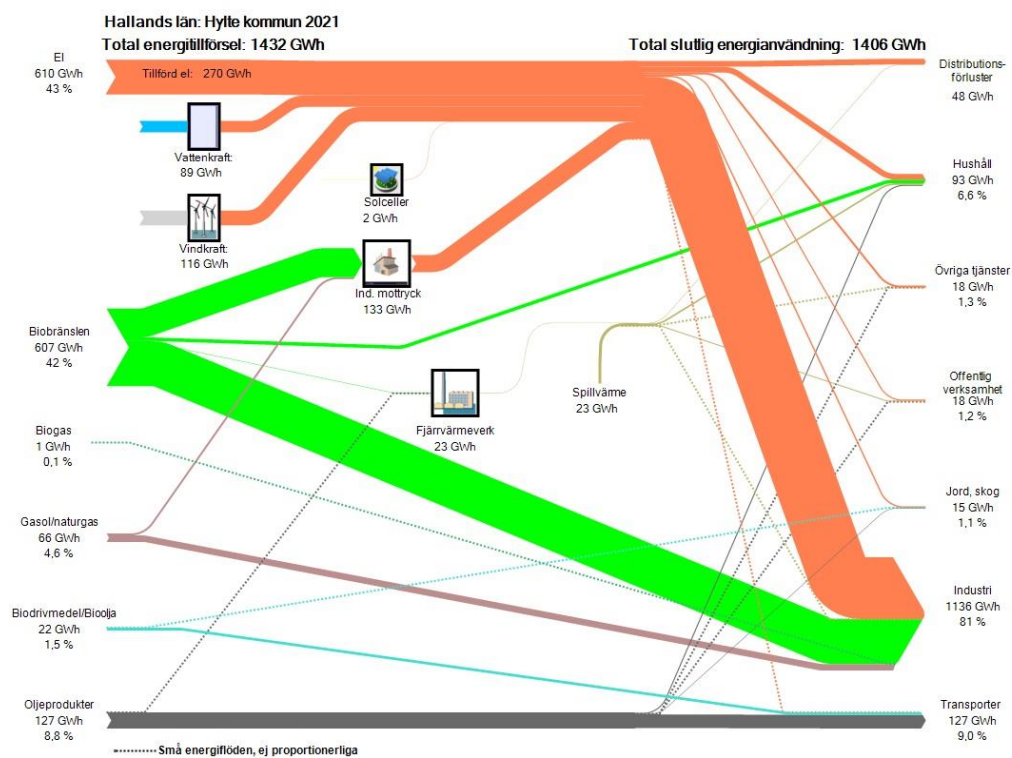 Hallands län: Hylte kommun 2021
Total energitillförsel: 1432 GWh
Total slutlig energianvändning: 1406 GWh
El
610 GWh
43 %
Tillförd el: 270 GWh
Distributions-
förluster
48 GWh
Vattenkraft:
89 GWh
Hushåll
93 GWh
6,6 %
Solceller
2 GWh
Vindkraft:
116 GWh
Övriga tjänster
18 GWh
1,3 %
Ind. mottryck
133 GWh
Biobränslen
607 GWh
42 %
Spillvärme
23 GWh
Offentlig
verksamhet
18 GWh
1,2 %
Fjärrvärmeverk
23 GWh
Biogas
1 GWh
0,1 %
Jord, skog
15 GWh
1,1 %
Gasol/naturgas
66 GWh
4,6 %
Industri
1136 GWh
81 %
Biodrivmedel/Bioolja
22 GWh
1,5 %
Oljeprodukter
127 GWh
8,8 %
Transporter
127 GWh
9,0 %
Små energiflöden, ej proportionerliga